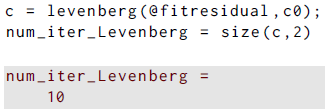 c = levenberg(@fitresidual,c0);
num_iter_Levenberg = size(c,2)
num_iter_Levenberg =
10